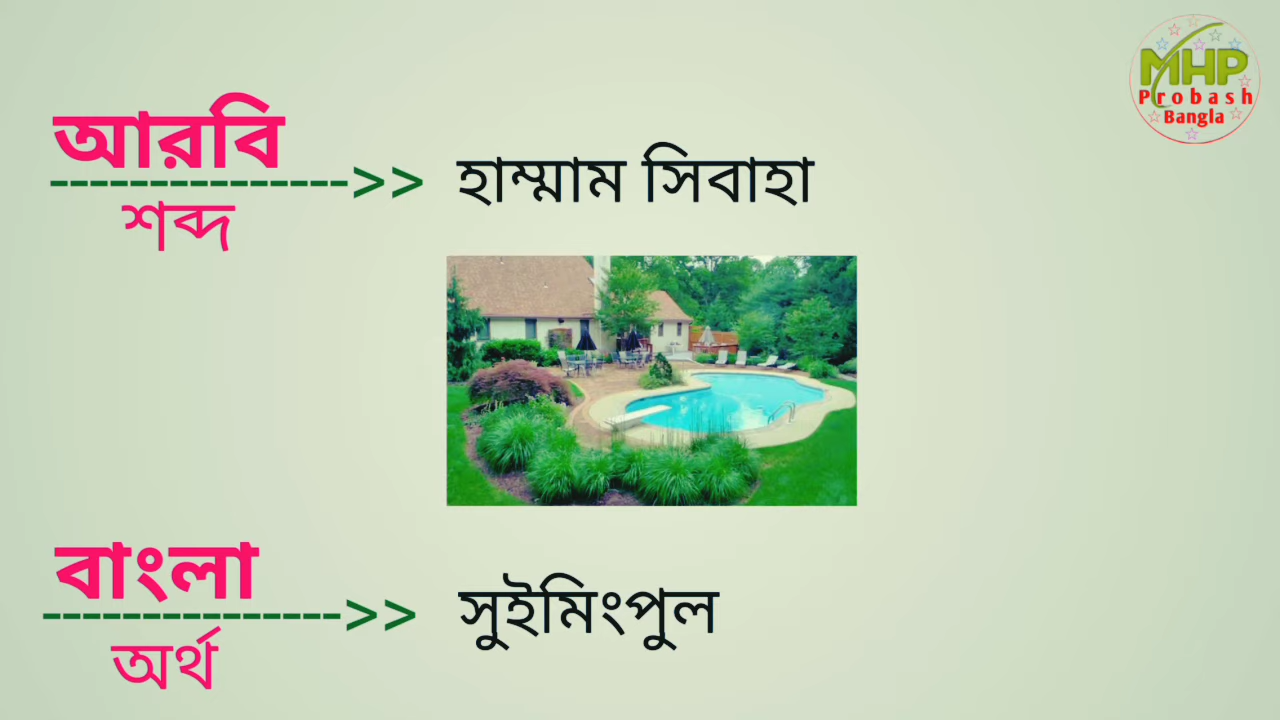 MHP
Probash
Bangla
আরবি
---------------->> হাম্মাম সিবাহা
শব্দ
বাংলা
---------------->> সুইমিংপুল
অর্থ